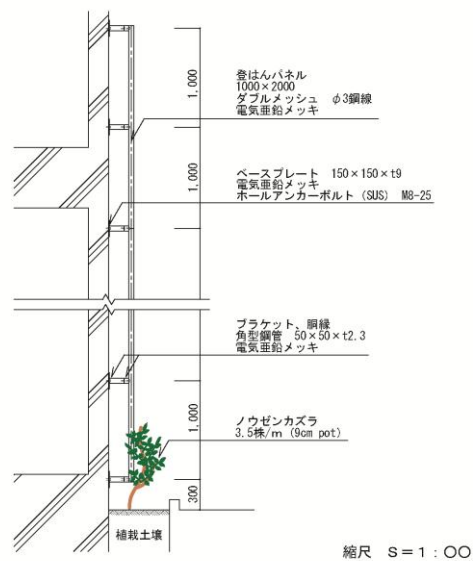 登はんパネル
1000×2000
ダブルメッシュ φ3鋼線
電気亜鉛メッキ
1,000
ベースプレート 150×150×t9
電気亜鉛メッキ
ホールアンカーボルト (SUS) M8-25
1,000
ブラケット、胴縁
角型鋼管 50×50×t2.3
電気亜鉛メッキ
1,000
ノウゼンカズラ
3.5株/m (9cm pot)
300
植栽土壌
縮尺 S=1:〇〇